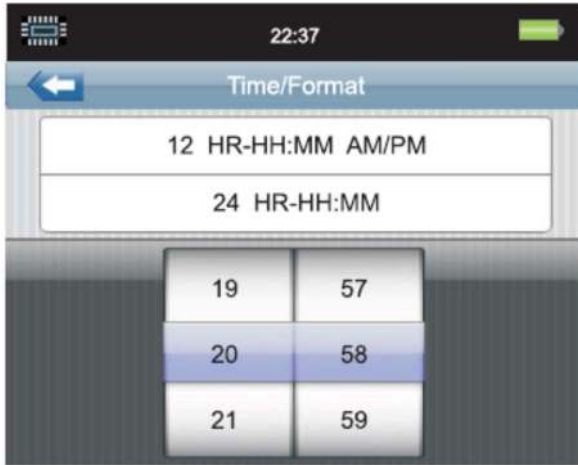 22:37
Time/Format
12 HR-HH:MM AM/PM
24 HR-HH:MM
19 57
20 58
21 59